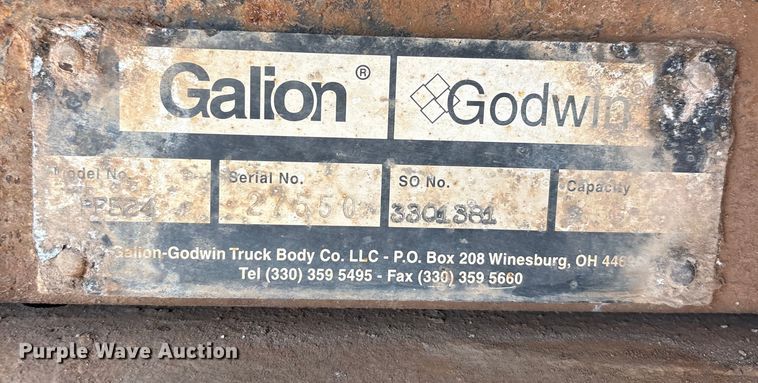 Galion® Godwin
Model No. Serial No. SO No. Capacity
27550 3301381
Galion-Godwin Truck Body Co. LLC - P.O. Box 208 Winesburg, OH
Tel (330) 359 5495 - Fax (330) 359 5660
Purple Wave Auction